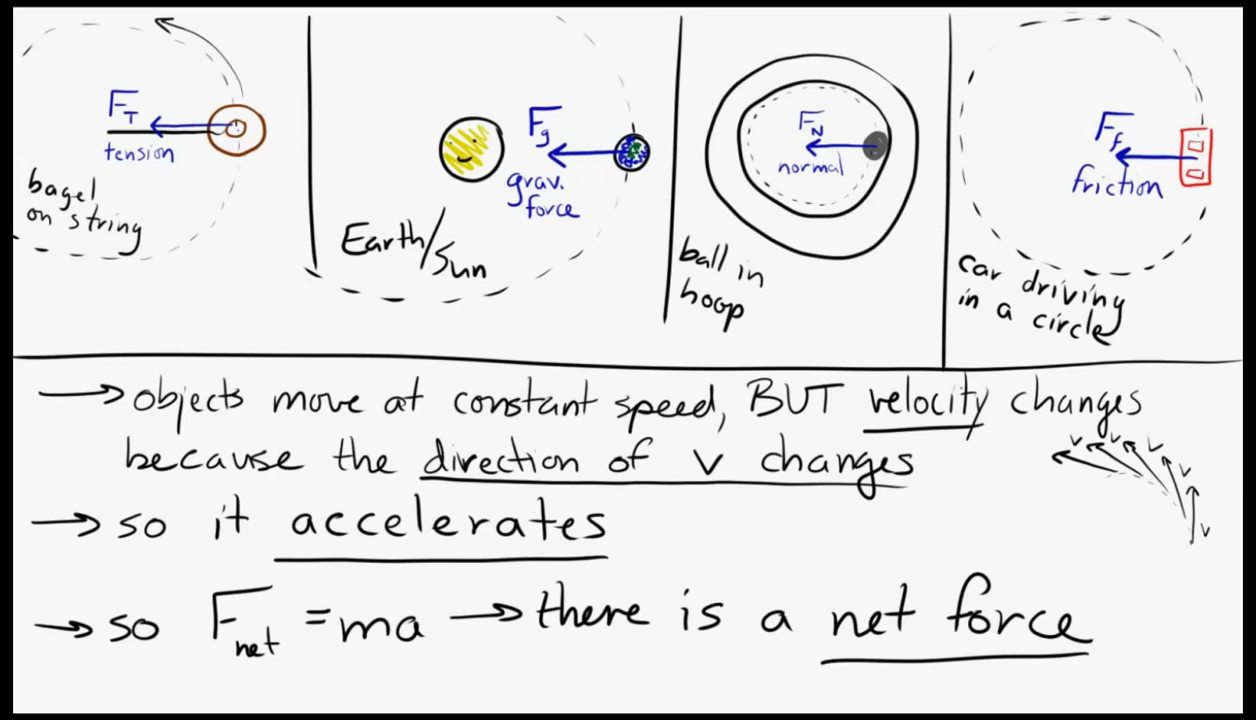 F_T
tension
bagel
on string
F_g
grav.
force
Earth/
Sun
F_N
normal
ball in
hoop
F_f
friction
car driving
in a circle
→ objects move at constant speed, BUT velocity changes
because the direction of v changes
v v v v v v
→ so it accelerates
→ so F_net = ma → there is a net force